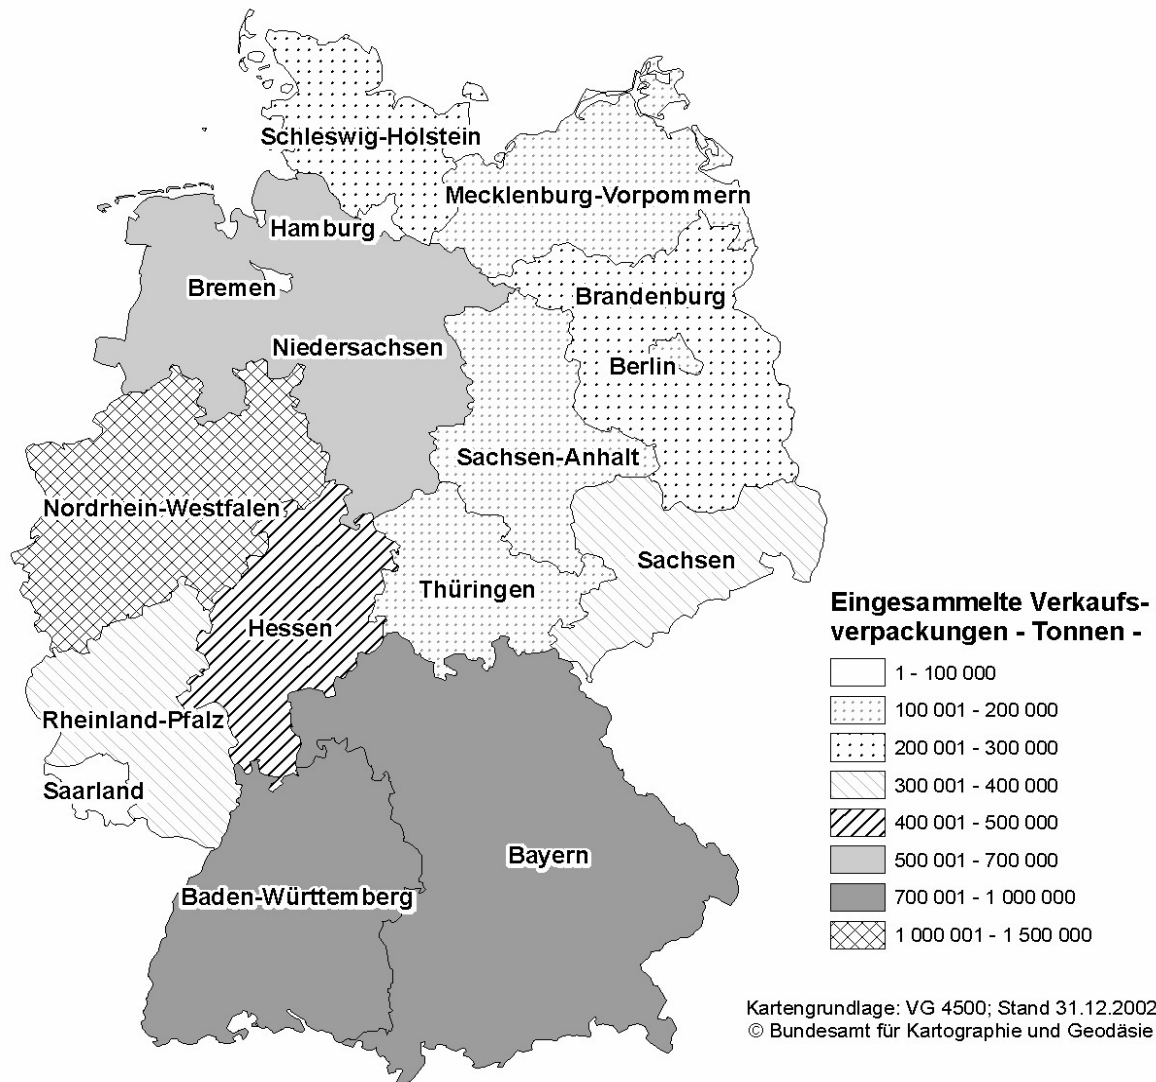 Schleswig-Holstein
Mecklenburg-Vorpommern
Hamburg
Bremen
Brandenburg
Niedersachsen
Berlin
Sachsen-Anhalt
Nordrhein-Westfalen
Sachsen
Thüringen
Hessen
Rheinland-Pfalz
Saarland
Bayern
Baden-Württemberg
Eingesammelte Verkaufs-
verpackungen - Tonnen -
1 - 100 000
100 001 - 200 000
200 001 - 300 000
300 001 - 400 000
400 001 - 500 000
500 001 - 700 000
700 001 - 1 000 000
1 000 001 - 1 500 000
Kartengrundlage: VG 4500; Stand 31.12.2002
© Bundesamt für Kartographie und Geodäsie